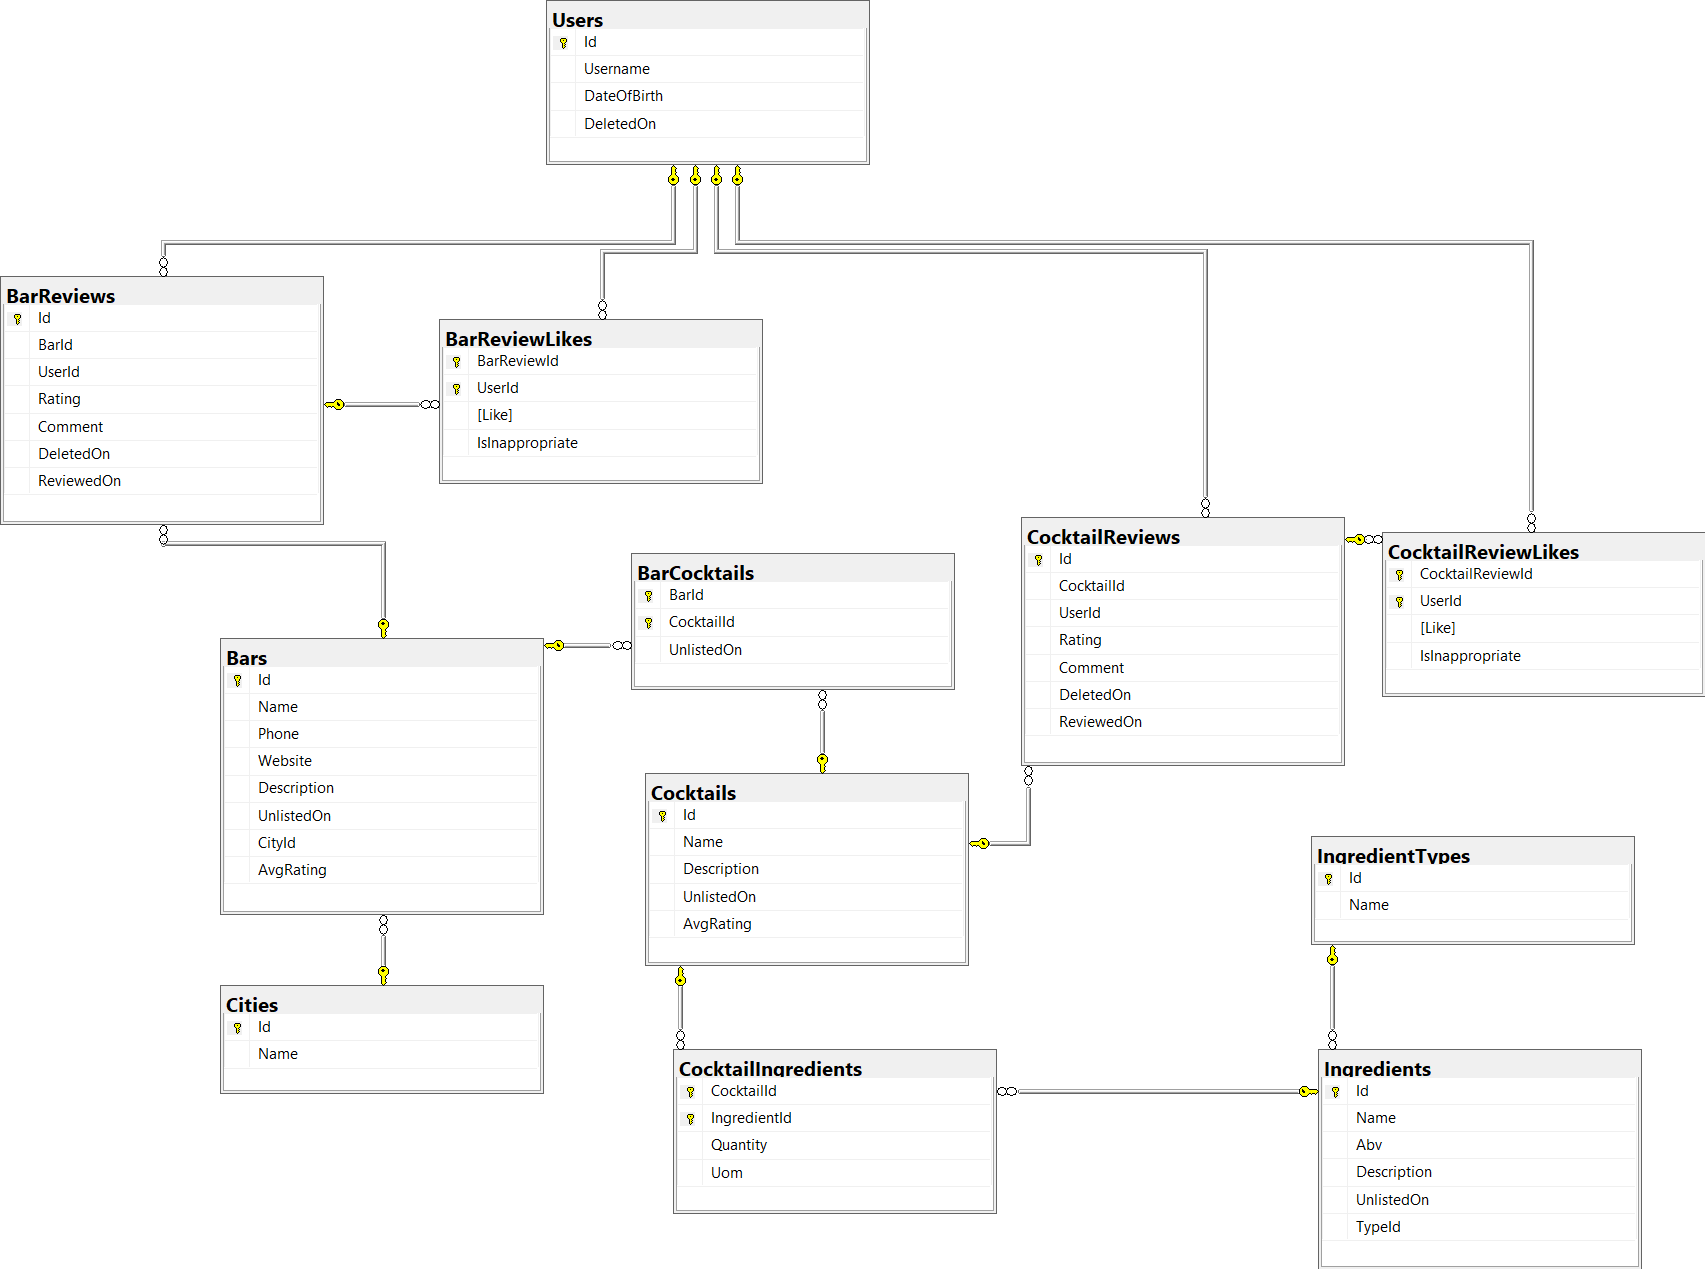 Users
Id
Username
DateOfBirth
DeletedOn
BarReviews
Id
BarId
UserId
Rating
Comment
DeletedOn
ReviewedOn
BarReviewLikes
BarReviewId
UserId
[Like]
IsInappropriate
CocktailReviews
Id
CocktailId
UserId
Rating
Comment
DeletedOn
ReviewedOn
CocktailReviewLikes
CocktailReviewId
UserId
[Like]
IsInappropriate
BarCocktails
BarId
CocktailId
UnlistedOn
Bars
Id
Name
Phone
Website
Description
UnlistedOn
CityId
AvgRating
Cocktails
Id
Name
Description
UnlistedOn
AvgRating
IngredientTypes
Id
Name
Cities
Id
Name
CocktailIngredients
CocktailId
IngredientId
Quantity
Uom
Ingredients
Id
Name
Abv
Description
UnlistedOn
TypeId